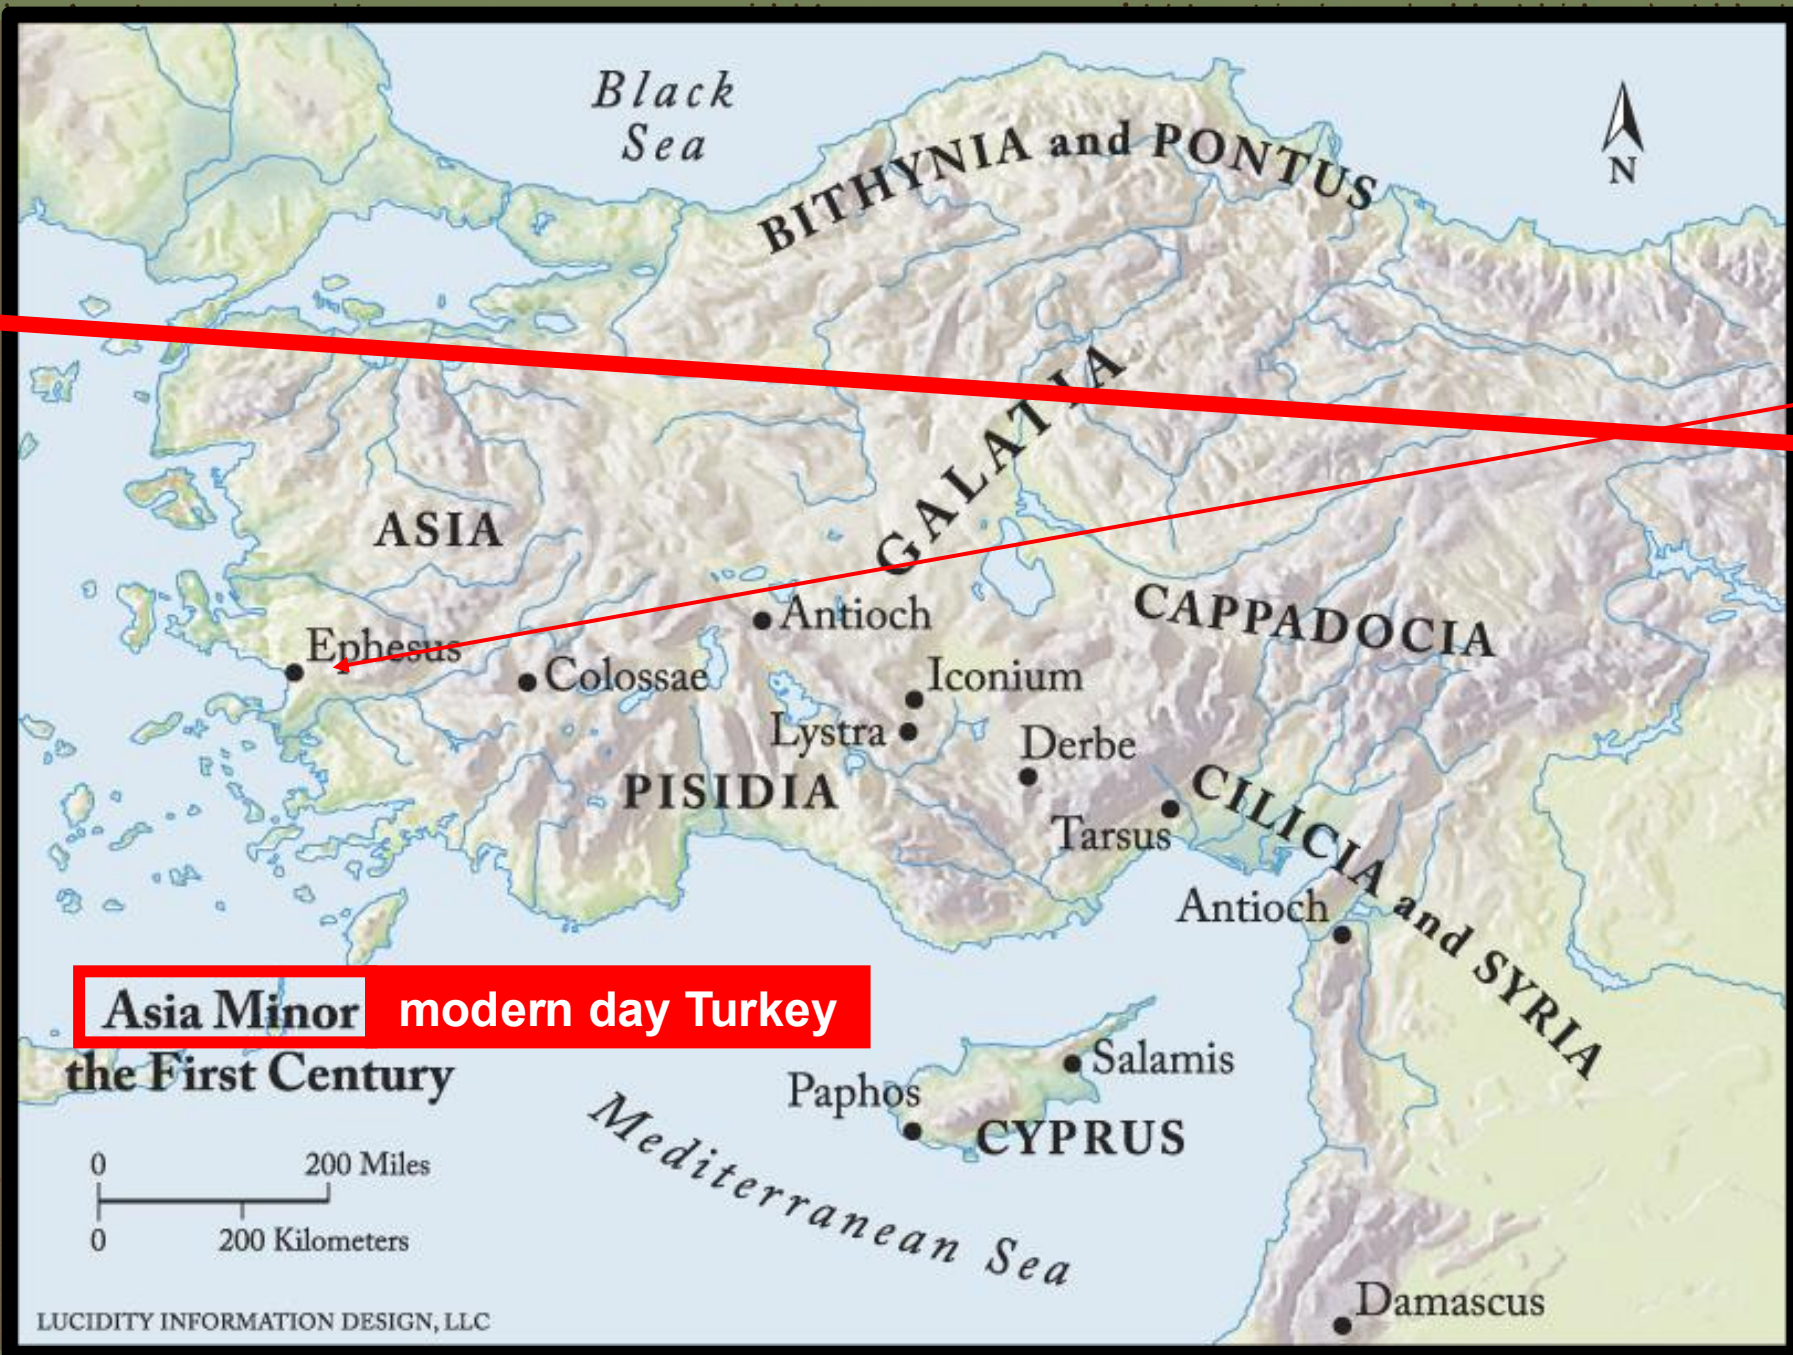 Black
Sea
BITHYNIA and PONTUS
N
GALATIA
ASIA
CAPPADOCIA
Antioch
Ephesus
Colossae
Iconium
Lystra
Derbe
PISIDIA
CILICIA and SYRIA
Tarsus
Antioch
Asia Minor modern day Turkey
the First Century
Salamis
Paphos
CYPRUS
Mediterranean Sea
0 200 Miles
0 200 Kilometers
Damascus
LUCIDITY INFORMATION DESIGN, LLC